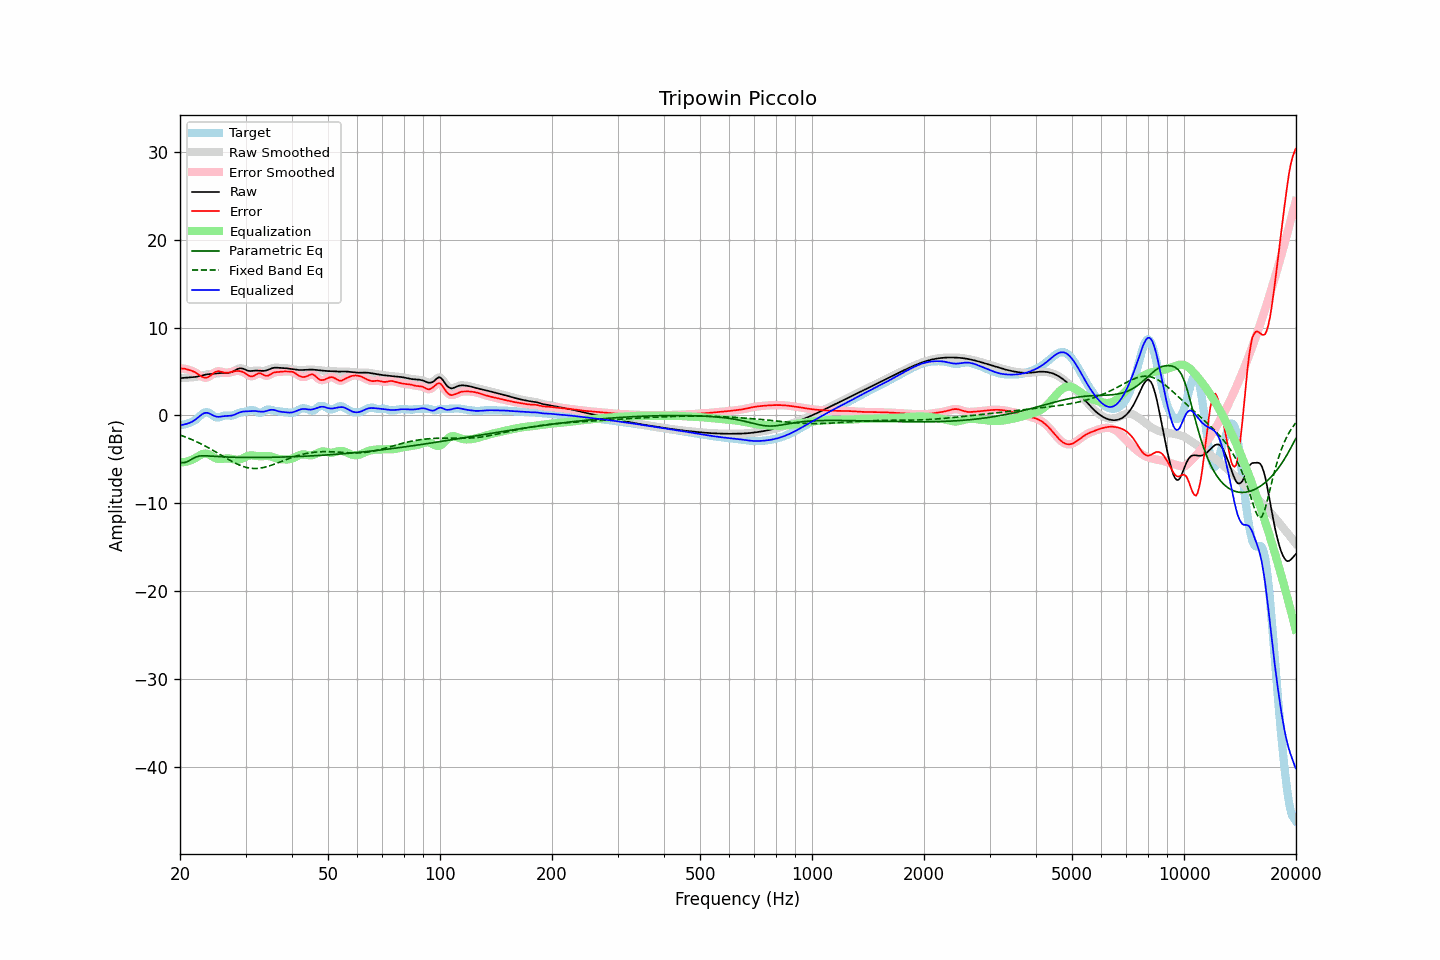 Tripowin Piccolo
Target
Raw Smoothed
Error Smoothed
Raw
Error
Equalization
Parametric Eq
Fixed Band Eq
Equalized
Amplitude (dBr)
30
20
10
0
−10
−20
−30
−40
20 50 100 200 500 1000 2000 5000 10000 20000
Frequency (Hz)